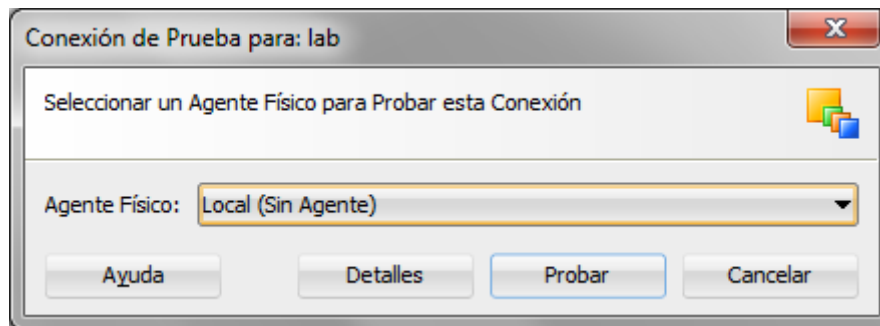 Conexión de Prueba para: lab
Seleccionar un Agente Físico para Probar esta Conexión
Agente Físico: Local (Sin Agente)
Ayuda Detalles Probar Cancelar